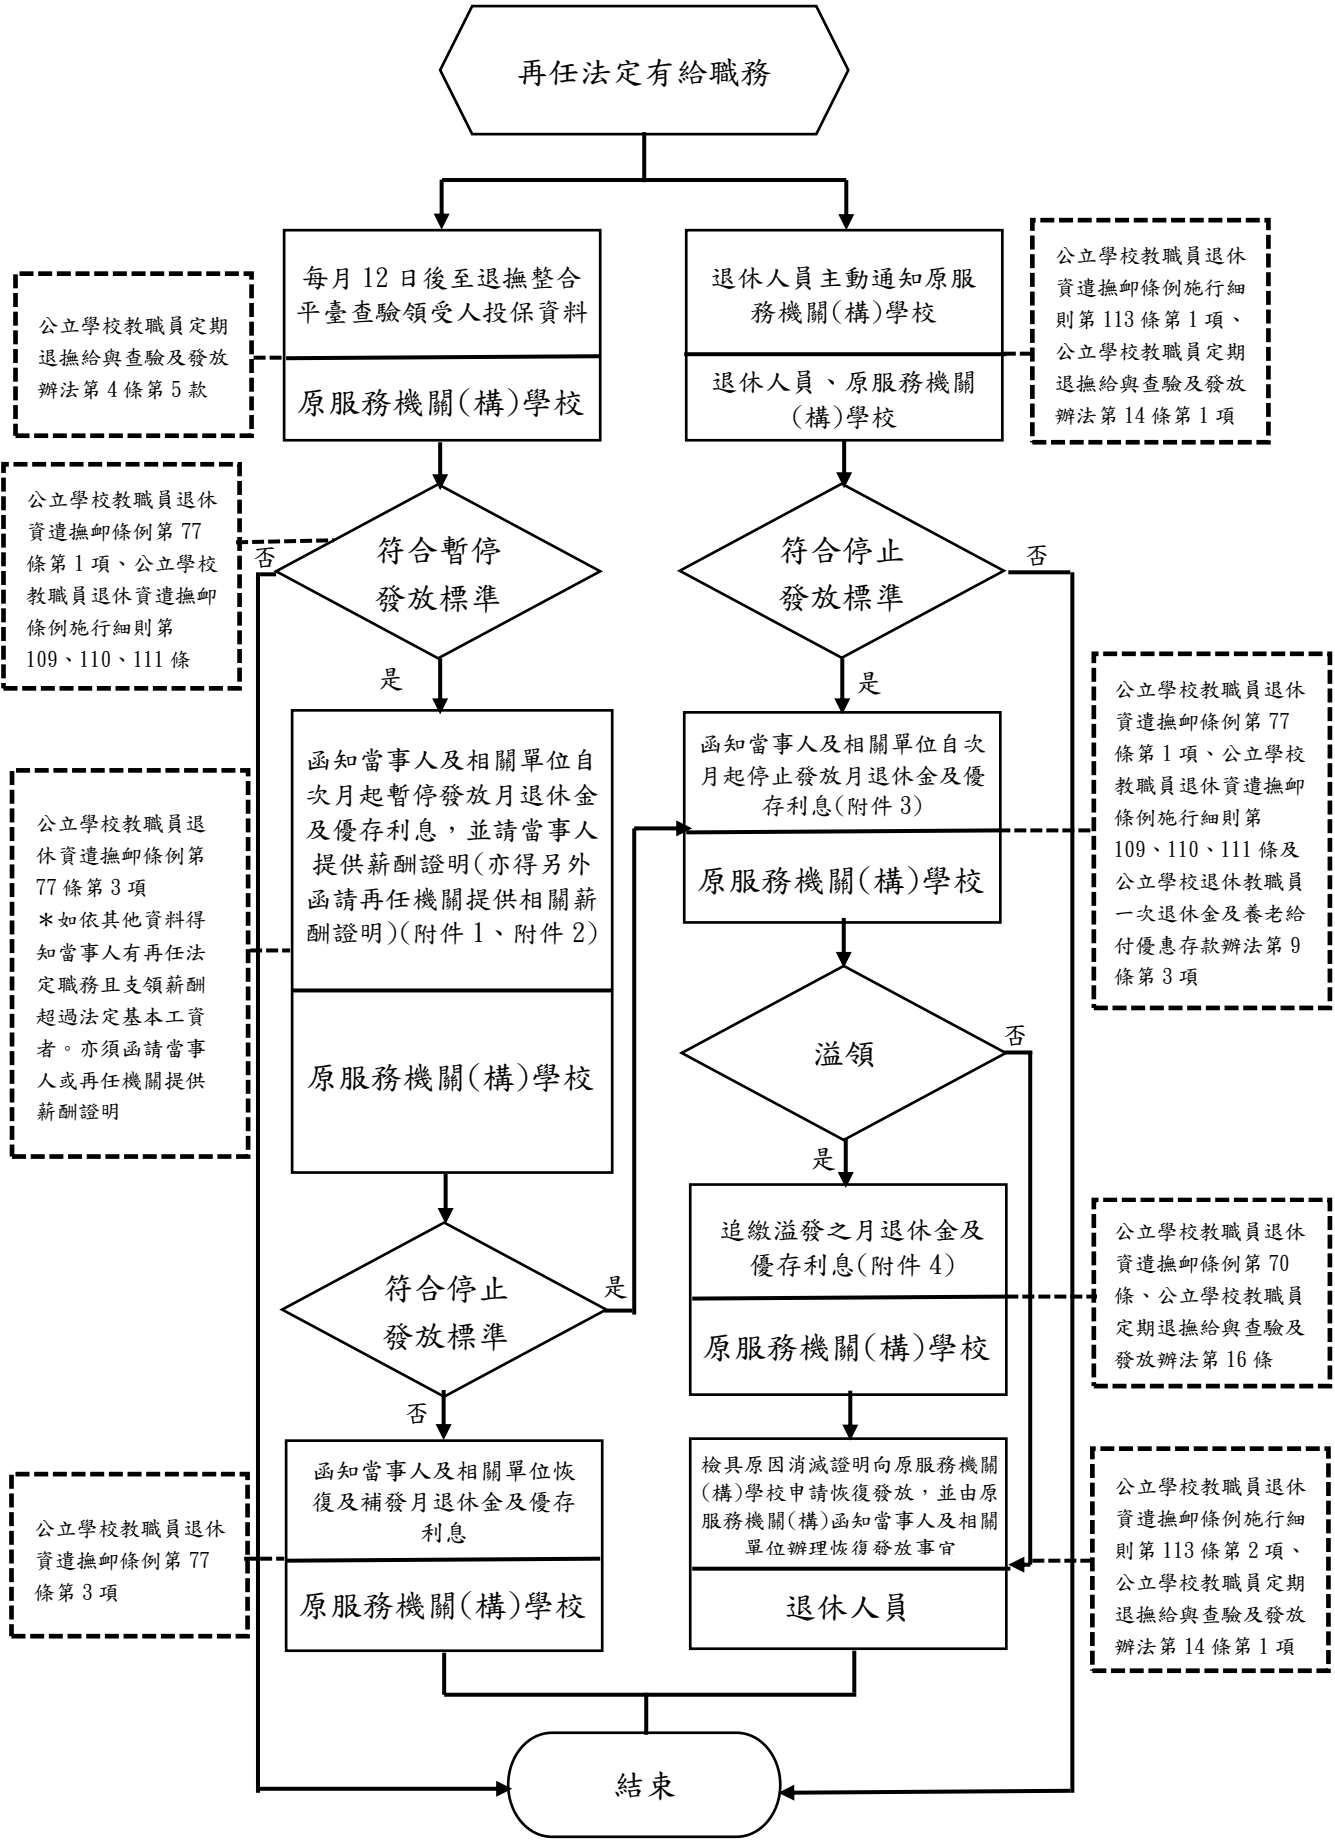 再任法定有給職務
每月 12 日後至退撫整合
平臺查驗領受人投保資料
原服務機關(構)學校
公立學校教職員定期
退撫給與查驗及發放
辦法第 4 條第 5 款
退休人員主動通知原服
務機關(構)學校
退休人員、原服務機關
(構)學校
公立學校教職員退休
資遣撫卹條例施行細
則第 113 條第 1 項、
公立學校教職員定期
退撫給與查驗及發放
辦法第 14 條第 1 項
公立學校教職員退休
資遣撫卹條例第 77
條第 1 項、公立學校
教職員退休資遣撫卹
條例施行細則第
109、110、111 條
否
符合暫停
發放標準
是
符合停止
發放標準
否
是
函知當事人及相關單位自
次月起暫停發放月退休金
及優存利息，並請當事人
提供薪酬證明(亦得另外
函請再任機關提供相關薪
酬證明)(附件 1、附件 2)
原服務機關(構)學校
公立學校教職員退
休資遣撫卹條例第
77 條第 3 項
＊如依其他資料得
知當事人有再任法
定職務且支領薪酬
超過法定基本工資
者。亦須函請當事
人或再任機關提供
薪酬證明
函知當事人及相關單位自次
月起停止發放月退休金及優
存利息(附件 3)
原服務機關(構)學校
公立學校教職員退休
資遣撫卹條例第 77
條第 1 項、公立學校
教職員退休資遣撫卹
條例施行細則第
109、110、111 條及
公立學校退休教職員
一次退休金及養老給
付優惠存款辦法第 9
條第 3 項
溢領
否
是
符合停止
發放標準
是
否
追繳溢發之月退休金及
優存利息(附件 4)
原服務機關(構)學校
公立學校教職員退休
資遣撫卹條例第 70
條、公立學校教職員
定期退撫給與查驗及
發放辦法第 16 條
函知當事人及相關單位恢
復及補發月退休金及優存
利息
原服務機關(構)學校
公立學校教職員退休
資遣撫卹條例第 77
條第 3 項
檢具原因消滅證明向原服務機關
(構)學校申請恢復發放，並由原
服務機關(構)函知當事人及相關
單位辦理恢復發放事宜
退休人員
公立學校教職員退休
資遣撫卹條例施行細
則第 113 條第 2 項、
公立學校教職員定期
退撫給與查驗及發放
辦法第 14 條第 1 項
結束